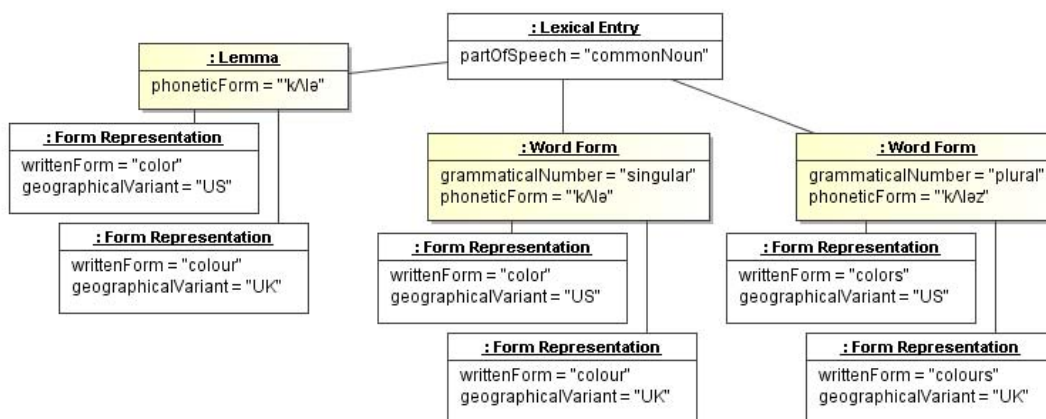 : Lexical Entry
partOfSpeech = "commonNoun"
: Lemma
phoneticForm = "'kʌlə"
: Form Representation
writtenForm = "color"
geographicalVariant = "US"
: Form Representation
writtenForm = "colour"
geographicalVariant = "UK"
: Word Form
grammaticalNumber = "singular"
phoneticForm = "'kʌlə"
: Form Representation
writtenForm = "color"
geographicalVariant = "US"
: Form Representation
writtenForm = "colour"
geographicalVariant = "UK"
: Word Form
grammaticalNumber = "plural"
phoneticForm = "'kʌləz"
: Form Representation
writtenForm = "colors"
geographicalVariant = "US"
: Form Representation
writtenForm = "colours"
geographicalVariant = "UK"